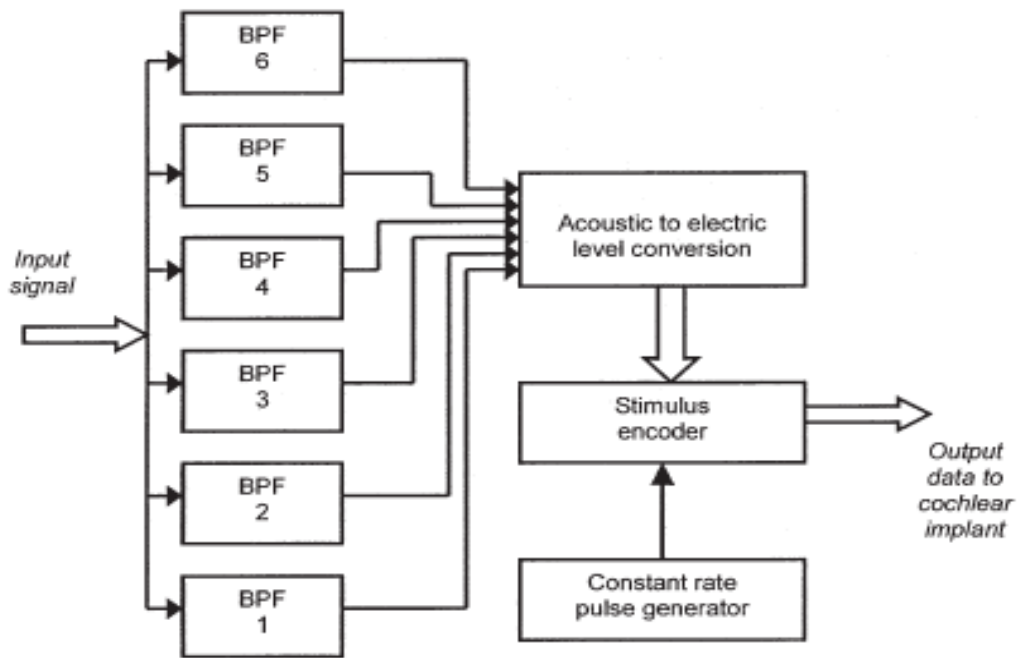 BPF
6
BPF
5
BPF
4
BPF
3
BPF
2
BPF
1
Input
signal
Acoustic to electric
level conversion
Stimulus
encoder
Constant rate
pulse generator
Output
data to
cochlear
implant